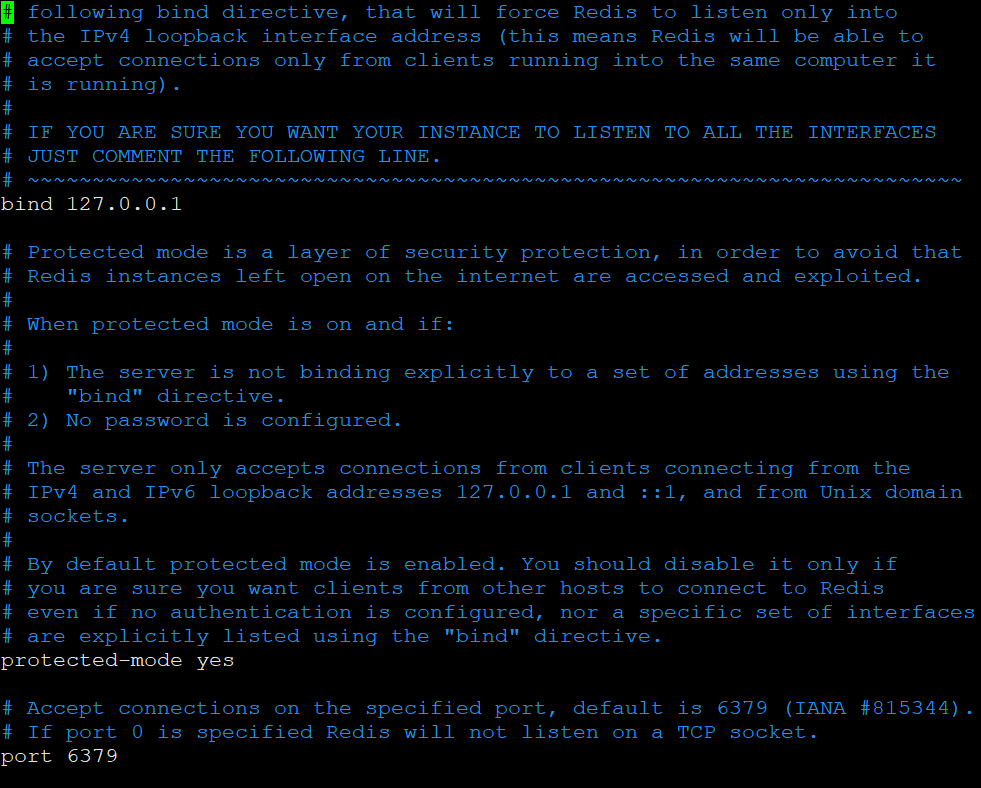 # following bind directive, that will force Redis to listen only into
# the IPv4 loopback interface address (this means Redis will be able to
# accept connections only from clients running into the same computer it
# is running).
#
# IF YOU ARE SURE YOU WANT YOUR INSTANCE TO LISTEN TO ALL THE INTERFACES
# JUST COMMENT THE FOLLOWING LINE.
# ~~~~~~~~~~~~~~~~~~~~~~~~~~~~~~~~~~~~~~~~~~~~~~~~~~~~~~~~~~~~~~~~~~~~~~~~
bind 127.0.0.1

# Protected mode is a layer of security protection, in order to avoid that
# Redis instances left open on the internet are accessed and exploited.
#
# When protected mode is on and if:
#
# 1) The server is not binding explicitly to a set of addresses using the
#    "bind" directive.
# 2) No password is configured.
#
# The server only accepts connections from clients connecting from the
# IPv4 and IPv6 loopback addresses 127.0.0.1 and ::1, and from Unix domain
# sockets.
#
# By default protected mode is enabled. You should disable it only if
# you are sure you want clients from other hosts to connect to Redis
# even if no authentication is configured, nor a specific set of interfaces
# are explicitly listed using the "bind" directive.
protected-mode yes

# Accept connections on the specified port, default is 6379 (IANA #815344).
# If port 0 is specified Redis will not listen on a TCP socket.
port 6379